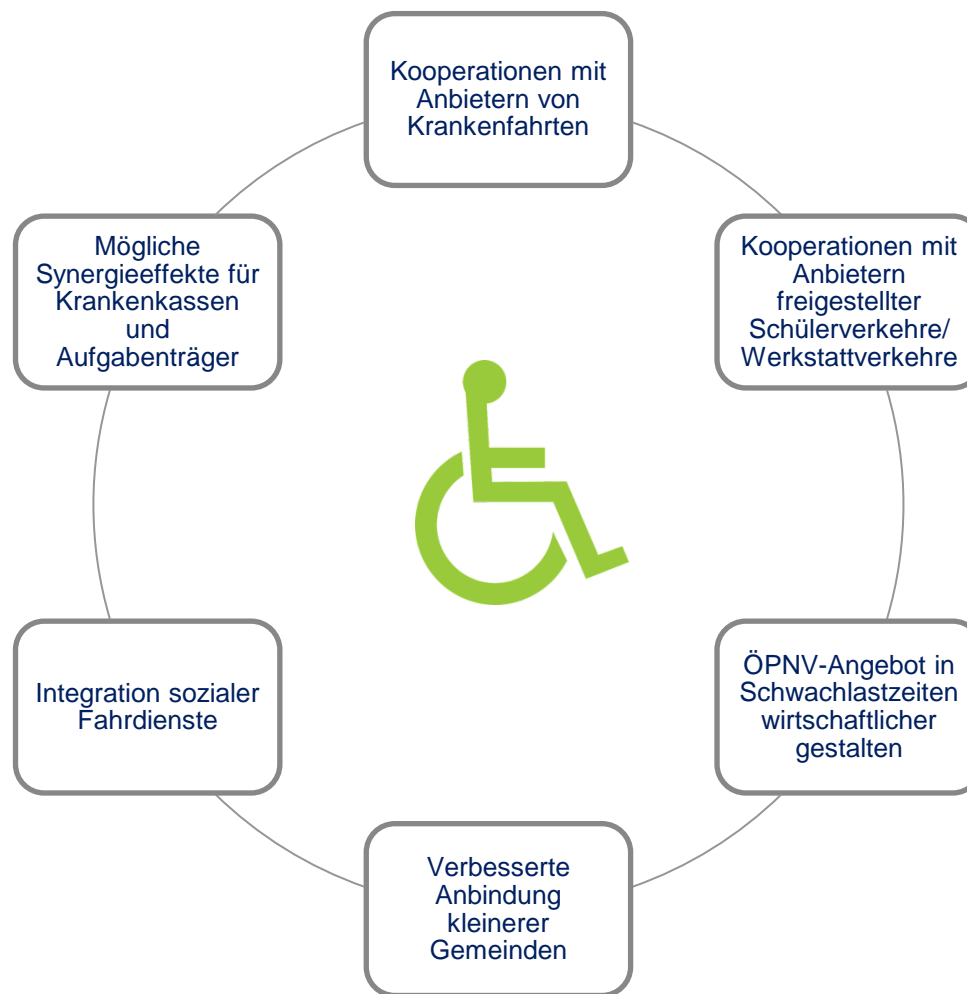 Kooperationen mit
Anbietern von
Krankenfahrten
Kooperationen mit
Anbietern
freigestellter
Schülerverkehre/
Werkstattverkehre
ÖPNV-Angebot in
Schwachlastzeiten
wirtschaftlicher
gestalten
Verbesserte
Anbindung
kleinerer
Gemeinden
Integration sozialer
Fahrdienste
Mögliche
Synergieeffekte für
Krankenkassen
und
Aufgabenträger